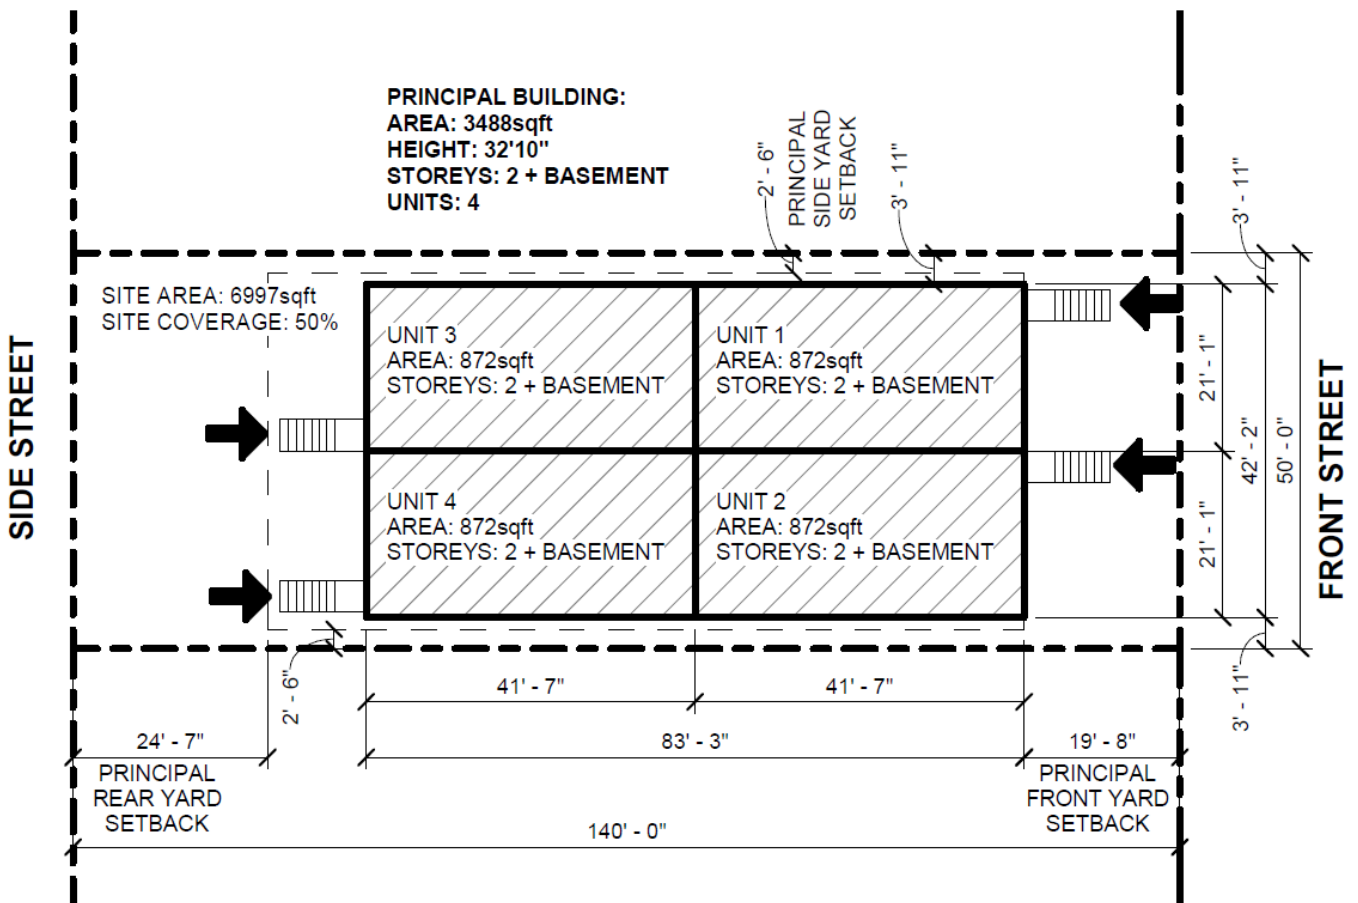 PRINCIPAL BUILDING:
AREA: 3488sqft
HEIGHT: 32'10"
STOREYS: 2 + BASEMENT
UNITS: 4
2' - 6"
PRINCIPAL
SIDE YARD
SETBACK
3' - 11"
3' - 11"
SITE AREA: 6997sqft
SITE COVERAGE: 50%
UNIT 3
AREA: 872sqft
STOREYS: 2 + BASEMENT
UNIT 1
AREA: 872sqft
STOREYS: 2 + BASEMENT
UNIT 4
AREA: 872sqft
STOREYS: 2 + BASEMENT
UNIT 2
AREA: 872sqft
STOREYS: 2 + BASEMENT
SIDE STREET
21' - 1"
21' - 1"
42' - 2"
50' - 0"
FRONT STREET
2' - 6"
3' - 11"
41' - 7"
41' - 7"
24' - 7"
83' - 3"
19' - 8"
PRINCIPAL
REAR YARD
SETBACK
PRINCIPAL
FRONT YARD
SETBACK
140' - 0"